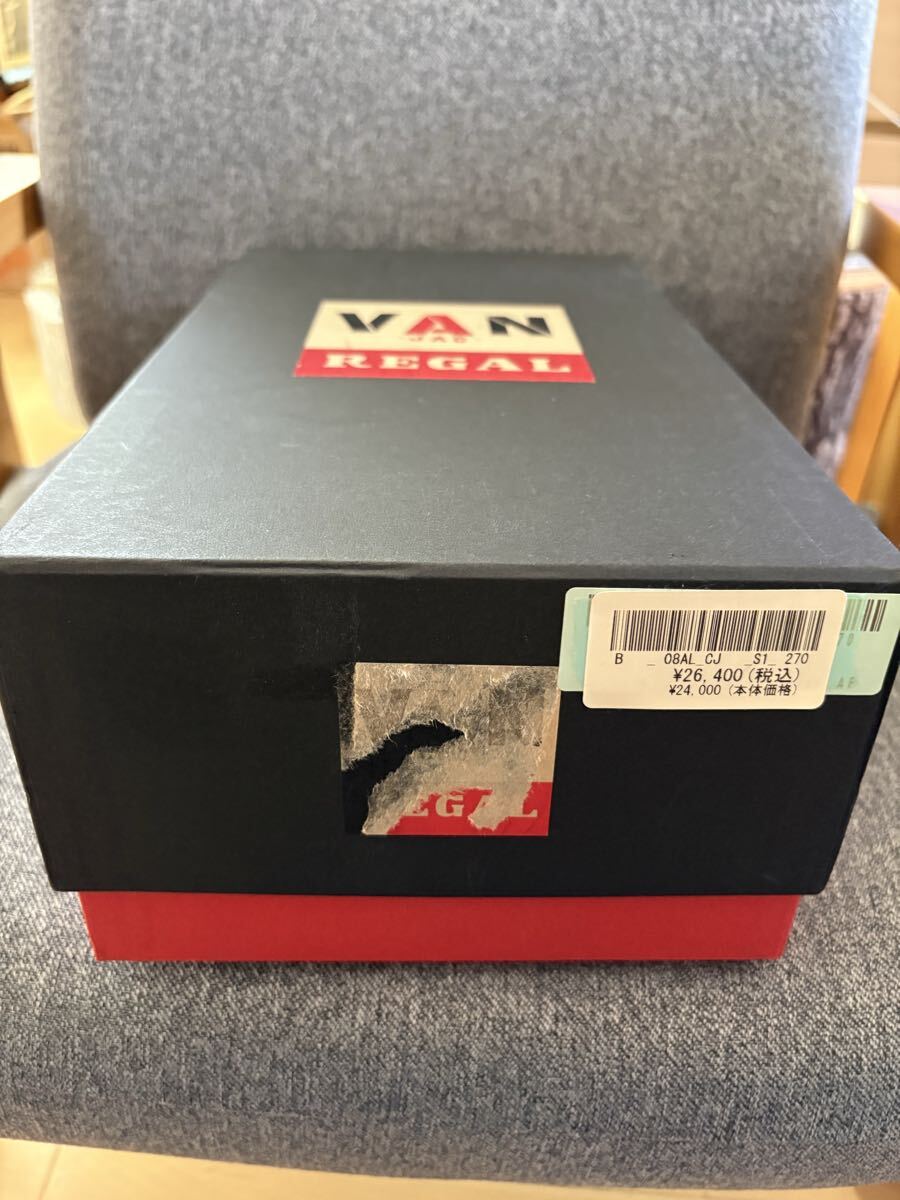 VAN
JAC
REGAL
B _ 08AL_CJ _S1_ 270
¥26,400(税込)
¥24,000 (本体価格)
EGAL